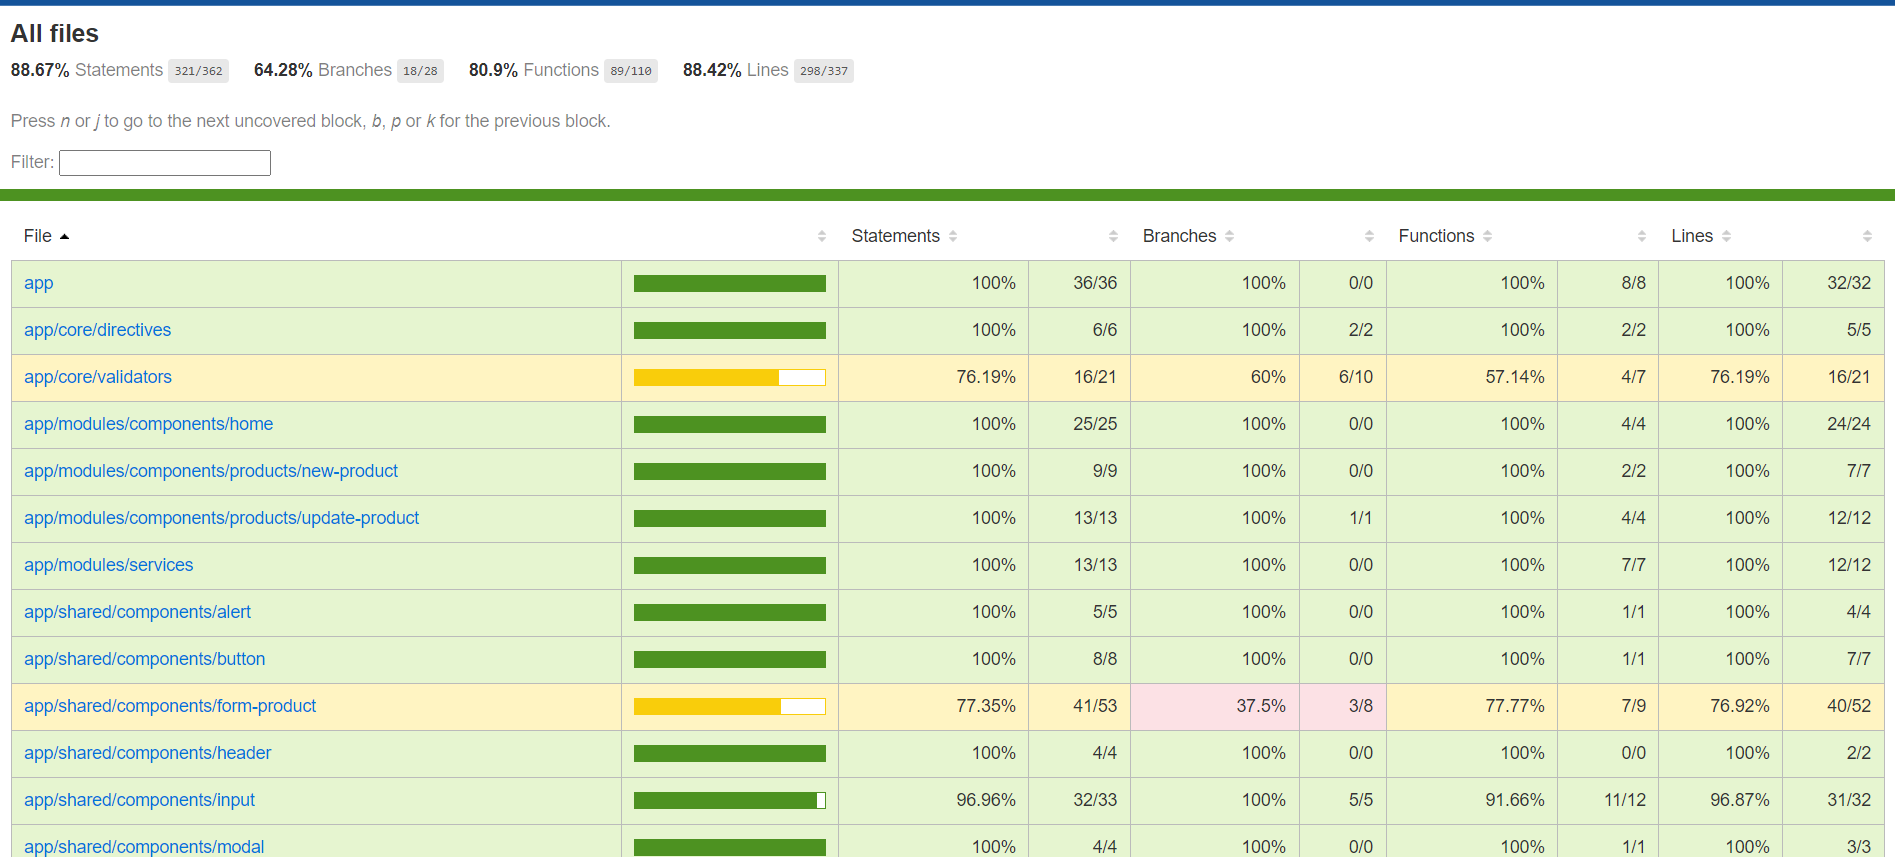 All files
88.67% Statements 321/362 64.28% Branches 18/28 80.9% Functions 89/110 88.42% Lines 298/337
Press n or j to go to the next uncovered block, b, p or k for the previous block.
Filter:
File Statements Branches Functions Lines
app 100% 36/36 100% 0/0 100% 8/8 100% 32/32
app/core/directives 100% 6/6 100% 2/2 100% 2/2 100% 5/5
app/core/validators 76.19% 16/21 60% 6/10 57.14% 4/7 76.19% 16/21
app/modules/components/home 100% 25/25 100% 0/0 100% 4/4 100% 24/24
app/modules/components/products/new-product 100% 9/9 100% 0/0 100% 2/2 100% 7/7
app/modules/components/products/update-product 100% 13/13 100% 1/1 100% 4/4 100% 12/12
app/modules/services 100% 13/13 100% 0/0 100% 7/7 100% 12/12
app/shared/components/alert 100% 5/5 100% 0/0 100% 1/1 100% 4/4
app/shared/components/button 100% 8/8 100% 0/0 100% 1/1 100% 7/7
app/shared/components/form-product 77.35% 41/53 37.5% 3/8 77.77% 7/9 76.92% 40/52
app/shared/components/header 100% 4/4 100% 0/0 100% 0/0 100% 2/2
app/shared/components/input 96.96% 32/33 100% 5/5 91.66% 11/12 96.87% 31/32
app/shared/components/modal 100% 4/4 100% 0/0 100% 1/1 100% 3/3